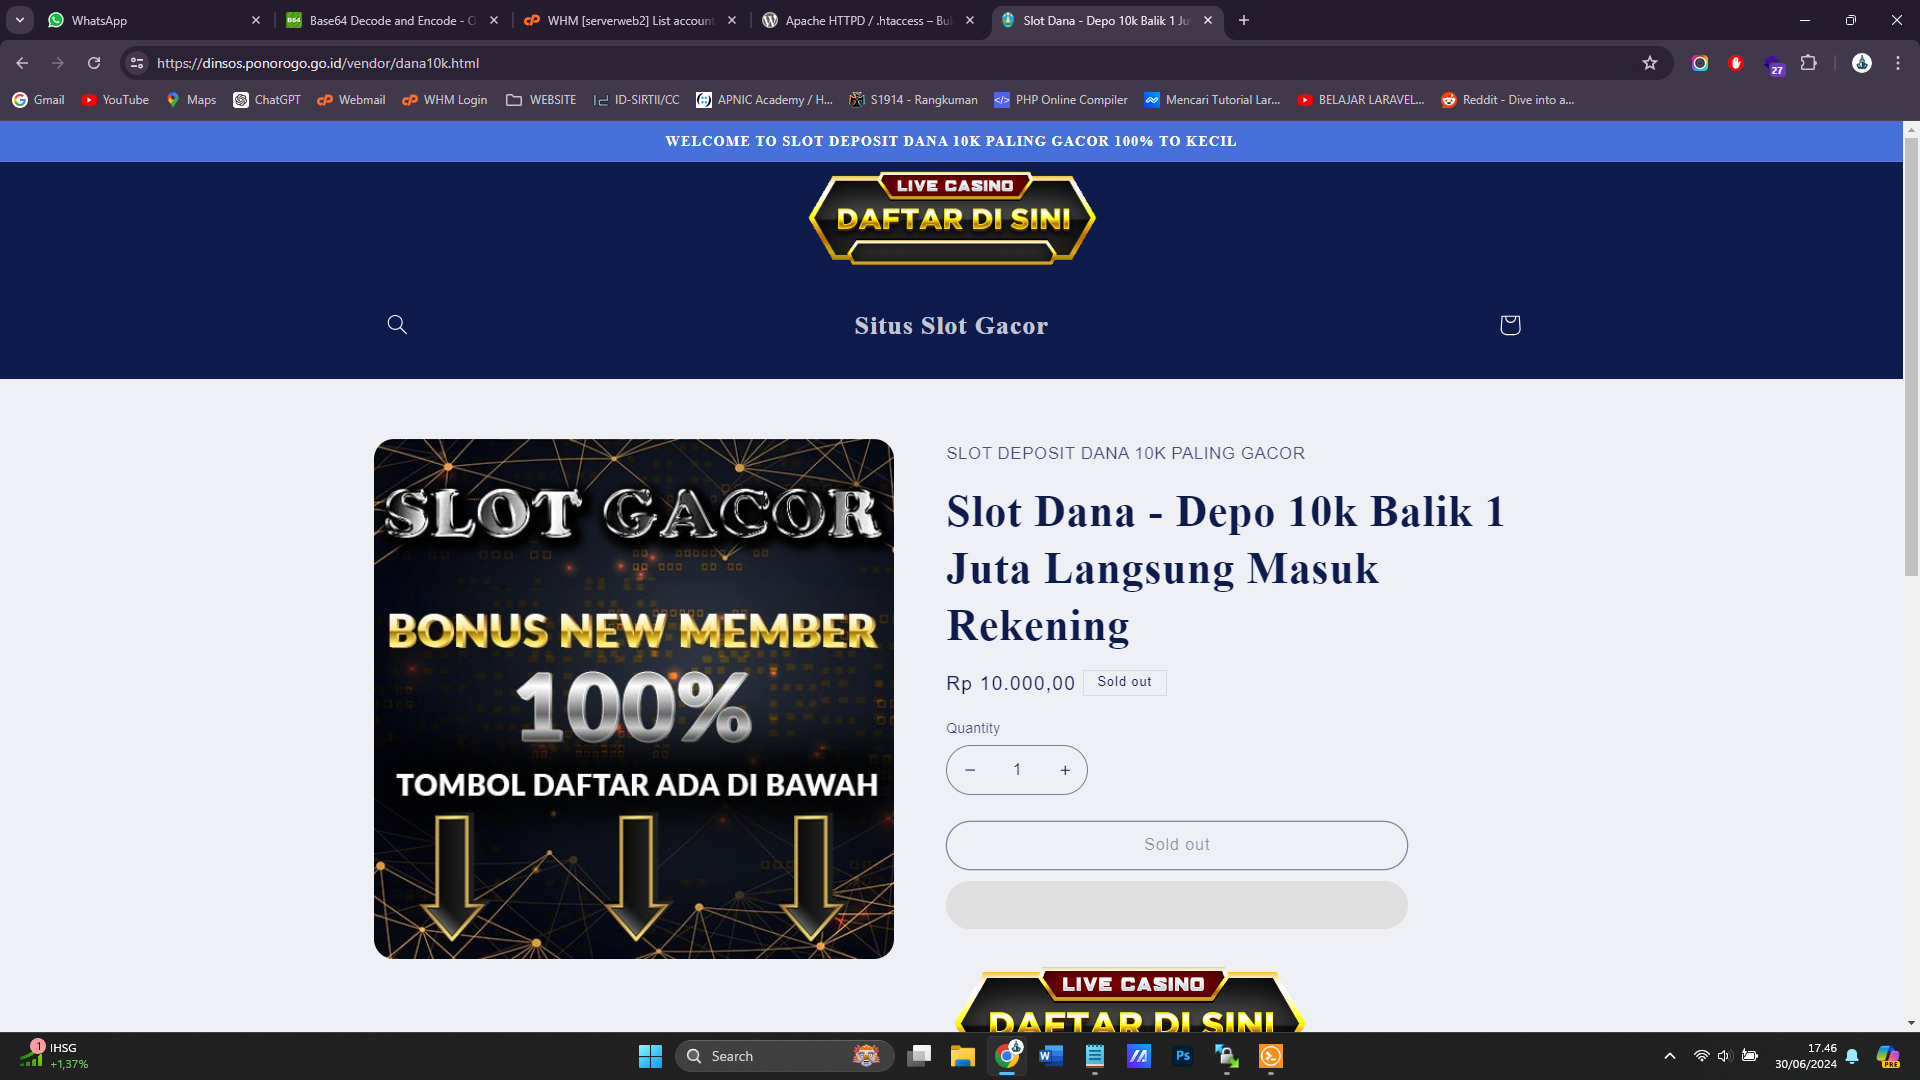 WhatsApp
Base64 Decode and Encode - O
WHM [serverweb2] List account
Apache HTTPD / .htaccess – Bu
Slot Dana - Depo 10k Balik 1 Ju
https://dinsos.ponorogo.go.id/vendor/dana10k.html
27
Gmail
YouTube
Maps
ChatGPT
Webmail
WHM Login
WEBSITE
ID-SIRTII/CC
APNIC Academy / H...
S1914 - Rangkuman
PHP Online Compiler
Mencari Tutorial Lar...
BELAJAR LARAVEL...
Reddit - Dive into a...
WELCOME TO SLOT DEPOSIT DANA 10K PALING GACOR 100% TO KECIL
LIVE CASINO
DAFTAR DI SINI
Situs Slot Gacor
SLOT GACOR
BONUS NEW MEMBER
100%
TOMBOL DAFTAR ADA DI BAWAH
SLOT DEPOSIT DANA 10K PALING GACOR
Slot Dana - Depo 10k Balik 1
Juta Langsung Masuk
Rekening
Rp 10.000,00 Sold out
Quantity
− 1 +
Sold out
LIVE CASINO
DAFTAR DI SINI
1
IHSG
+1,37%
Search
17.46
30/06/2024